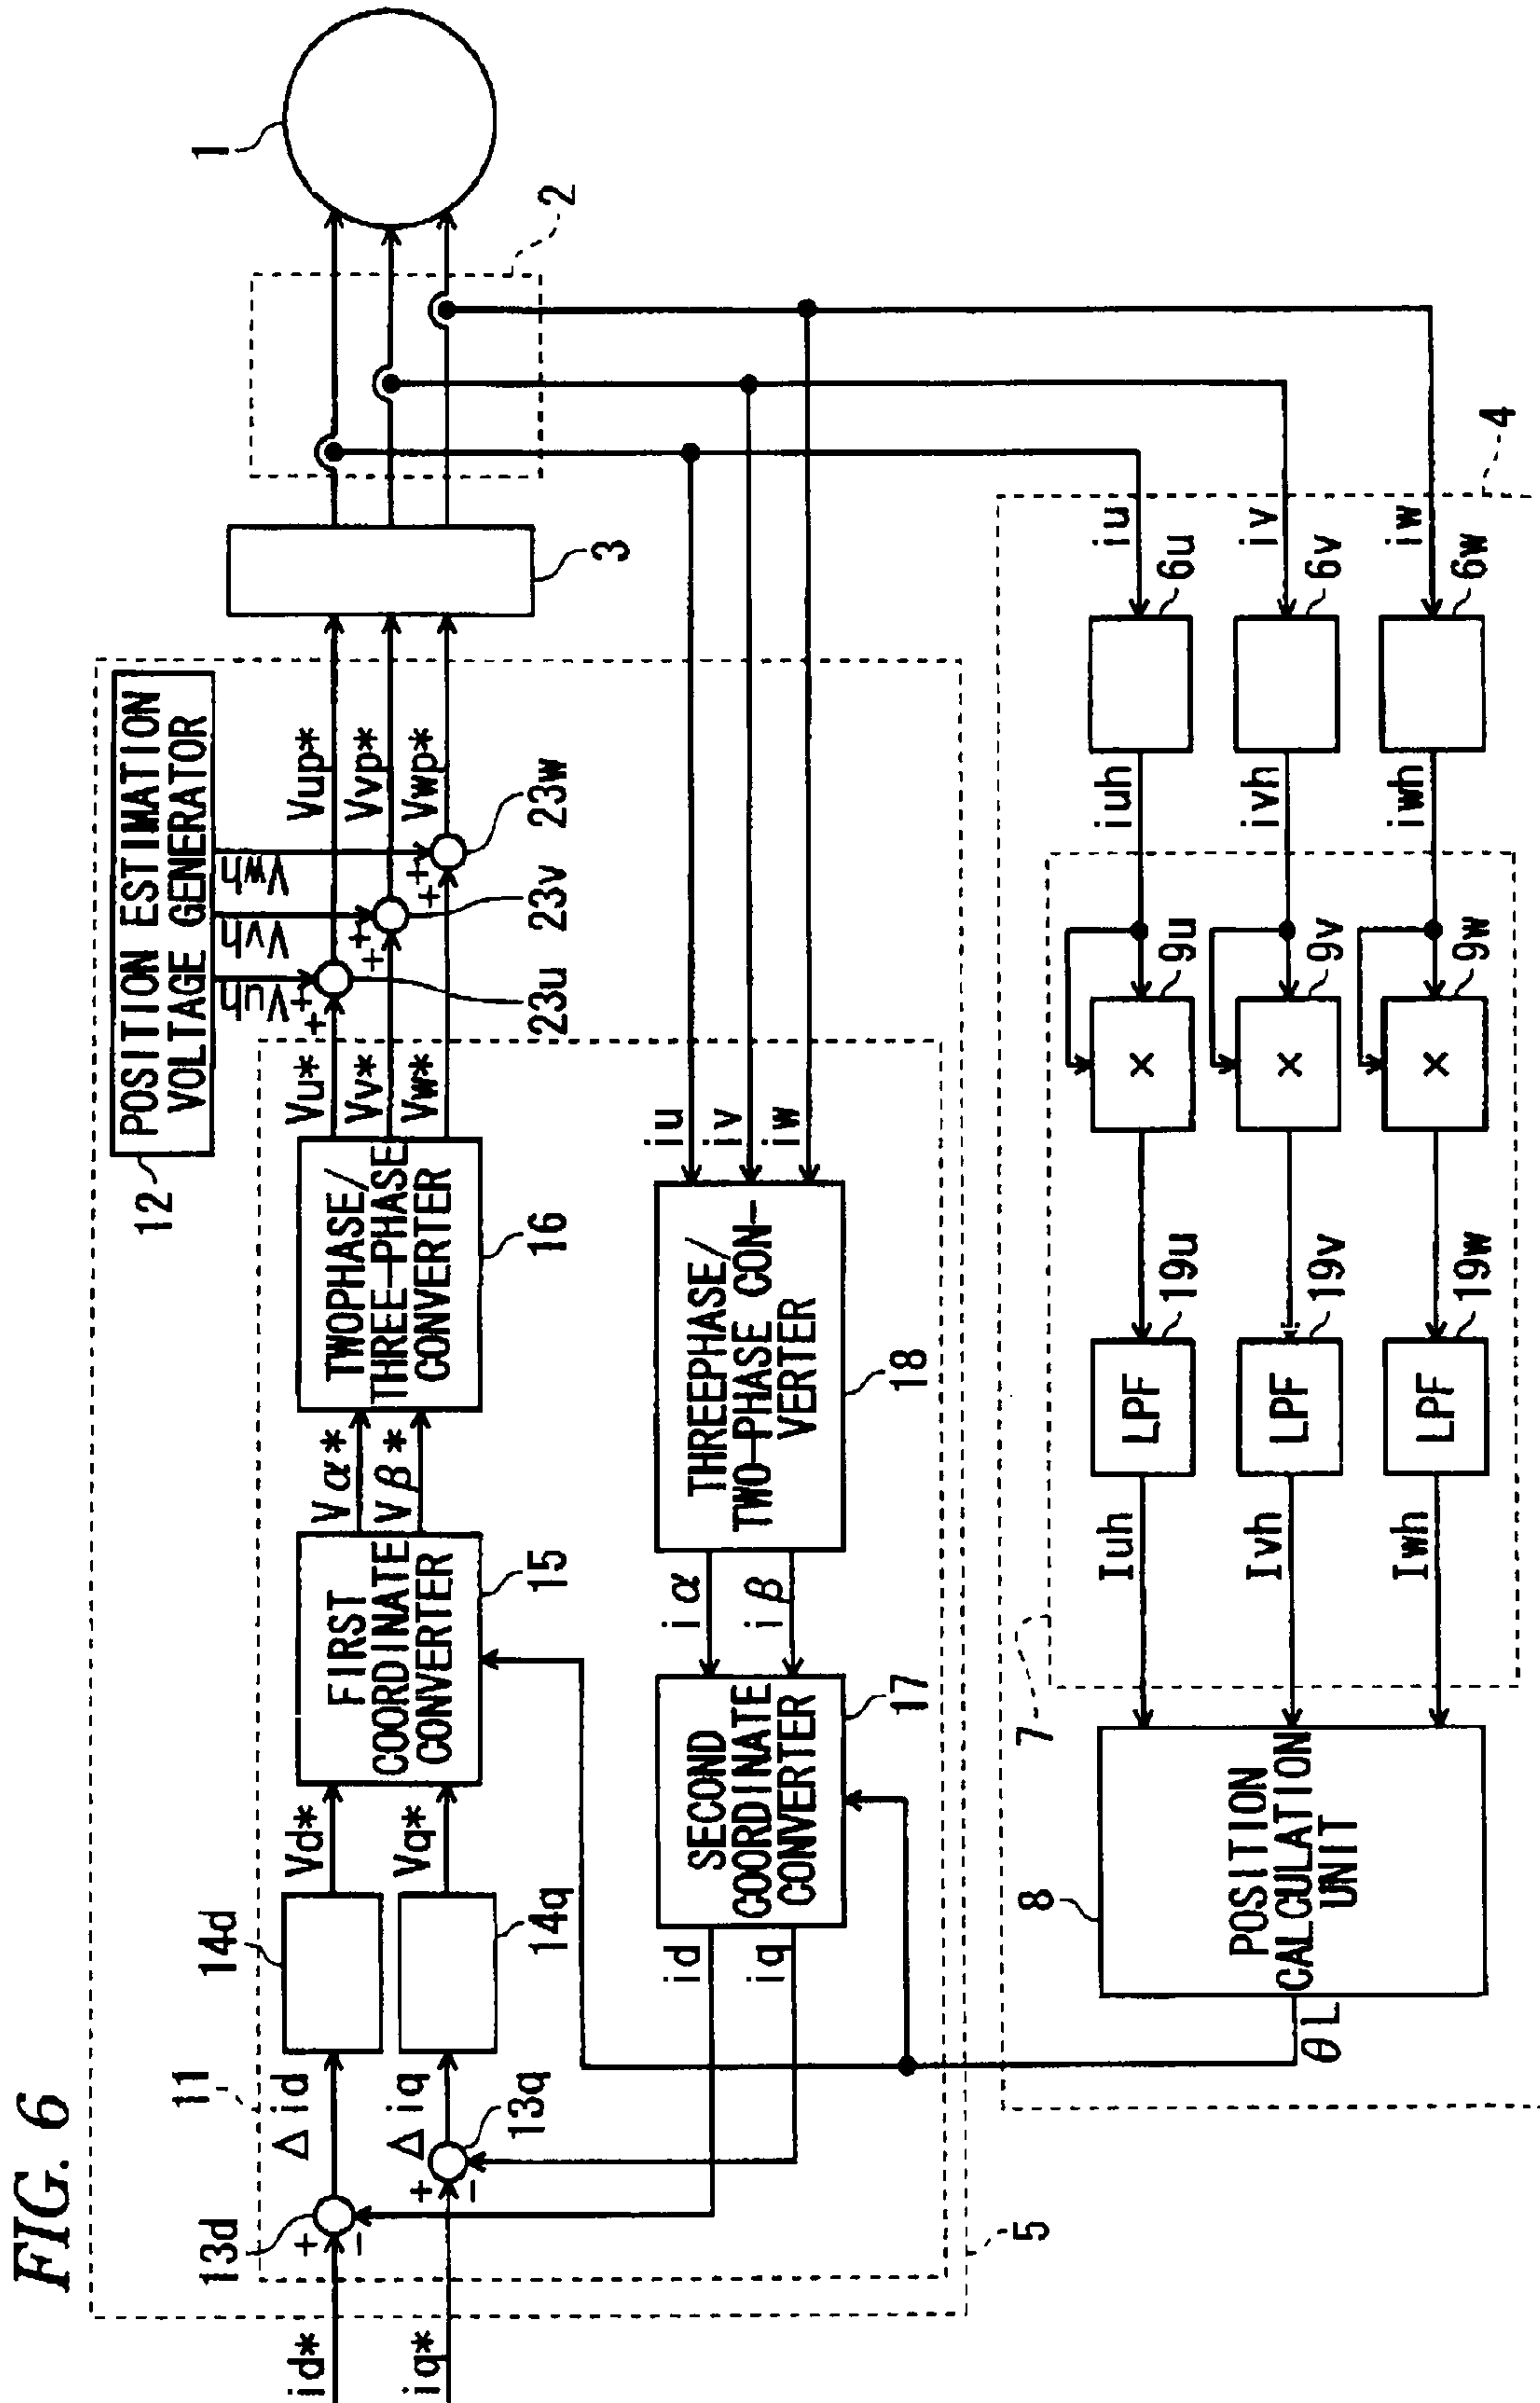 FIG. 6
id*
iq*
13d
+
−
13q
+
−
11
Δid
Δiq
14d
14q
Vd*
Vq*
FIRST
COORDINATE
CONVERTER
15
Vα*
Vβ*
TWOPHASE/
THREE-PHASE
CONVERTER
16
Vu*
Vv*
Vw*
12
POSITION ESTIMATION
VOLTAGE GENERATOR
Vuh
Vvh
Vwh
+
+
+
+
+
+
23u
23v
23w
Vup*
Vvp*
Vwp*
3
2
1
5
id
iq
SECOND
COORDINATE
CONVERTER
17
iα
iβ
THREEPHASE/
TWO-PHASE CON-
VERTER
18
iu
iv
iw
θL
8
POSITION
CALCULATION
UNIT
7
Iuh
Ivh
Iwh
LPF
LPF
LPF
19u
19v
19w
×
×
×
9u
9v
9w
iuh
ivh
iwh
6u
6v
6w
iu
iv
iw
4